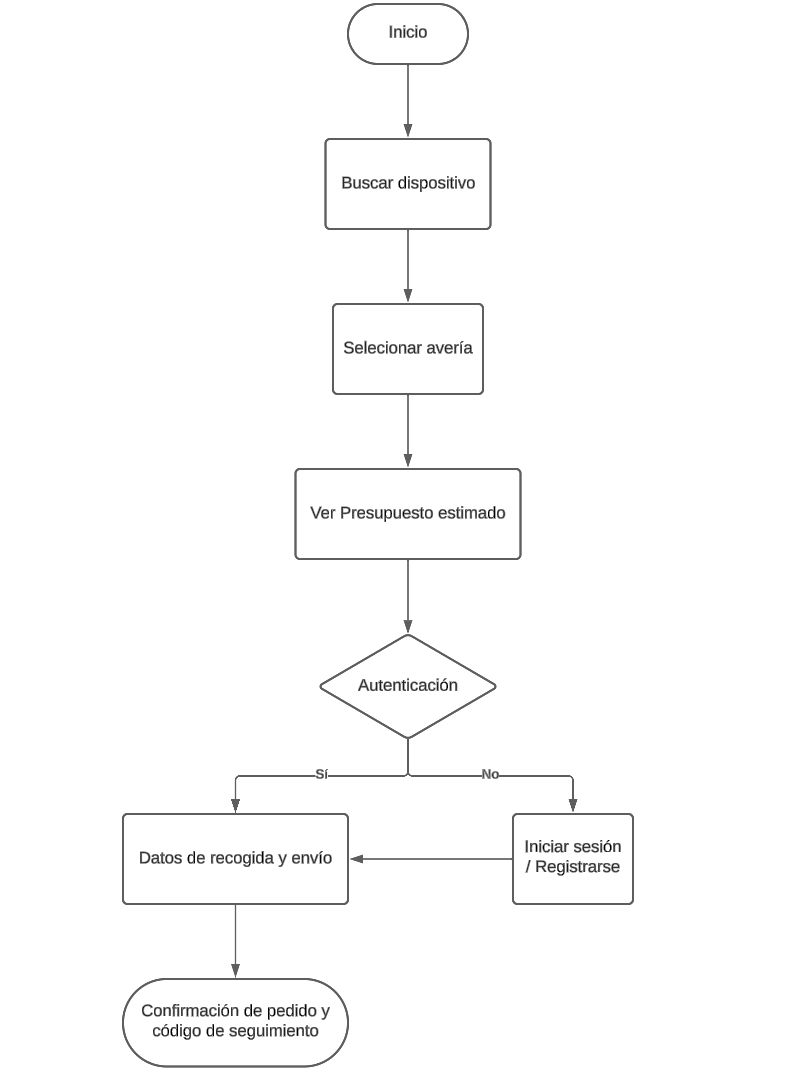 Inicio
Buscar dispositivo
Selecionar avería
Ver Presupuesto estimado
Autenticación
Sí
No
Datos de recogida y envío
Iniciar sesión
/ Registrarse
Confirmación de pedido y
código de seguimiento